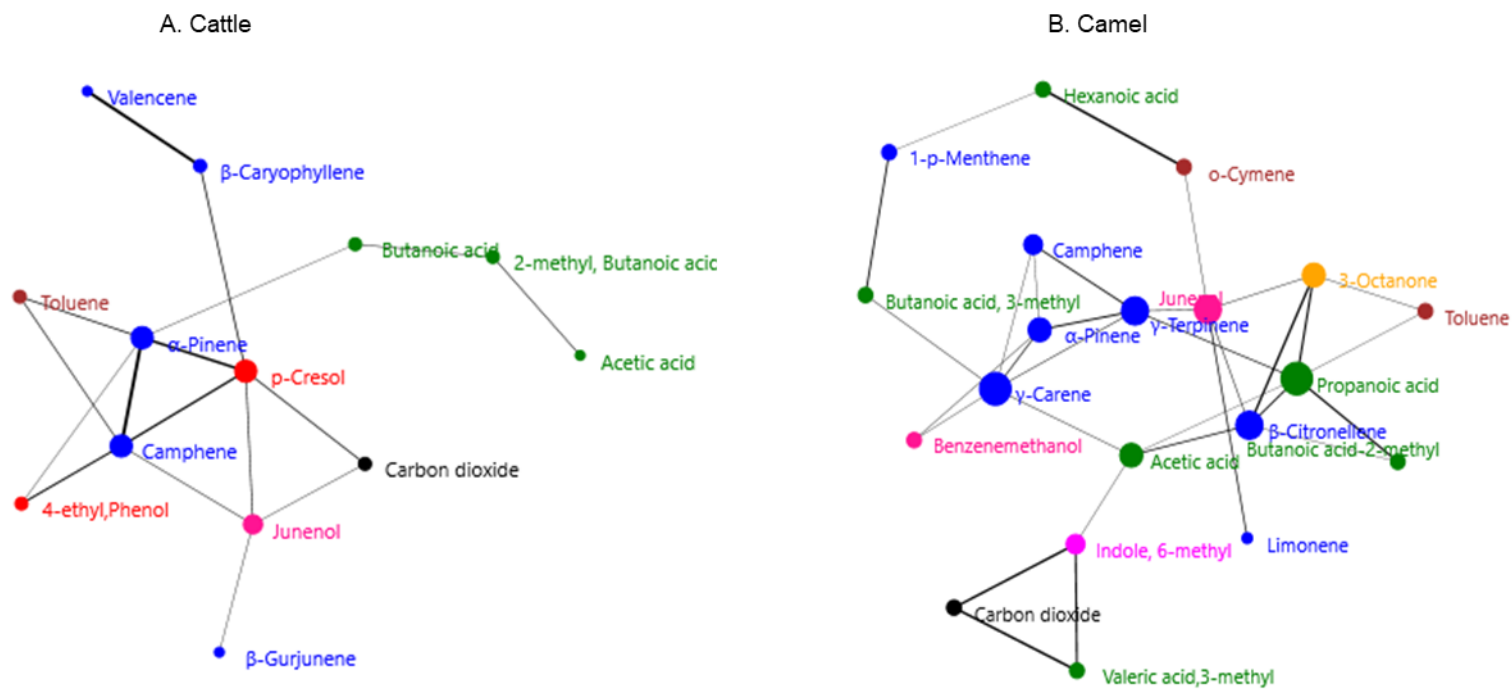 A. Cattle
Valencene
β-Caryophyllene
Butanoic acid
2-methyl, Butanoic acid
Toluene
α-Pinene
p-Cresol
Acetic acid
Camphene
Carbon dioxide
4-ethyl,Phenol
Junenol
β-Gurjunene
B. Camel
Hexanoic acid
1-p-Menthene
o-Cymene
Camphene
3-Octanone
Butanoic acid, 3-methyl
Junenol
γ-Terpinene
Toluene
α-Pinene
Propanoic acid
γ-Carene
β-Citronellene
Benzenemethanol
Butanoic acid-2-methyl
Acetic acid
Indole, 6-methyl
Limonene
Carbon dioxide
Valeric acid,3-methyl